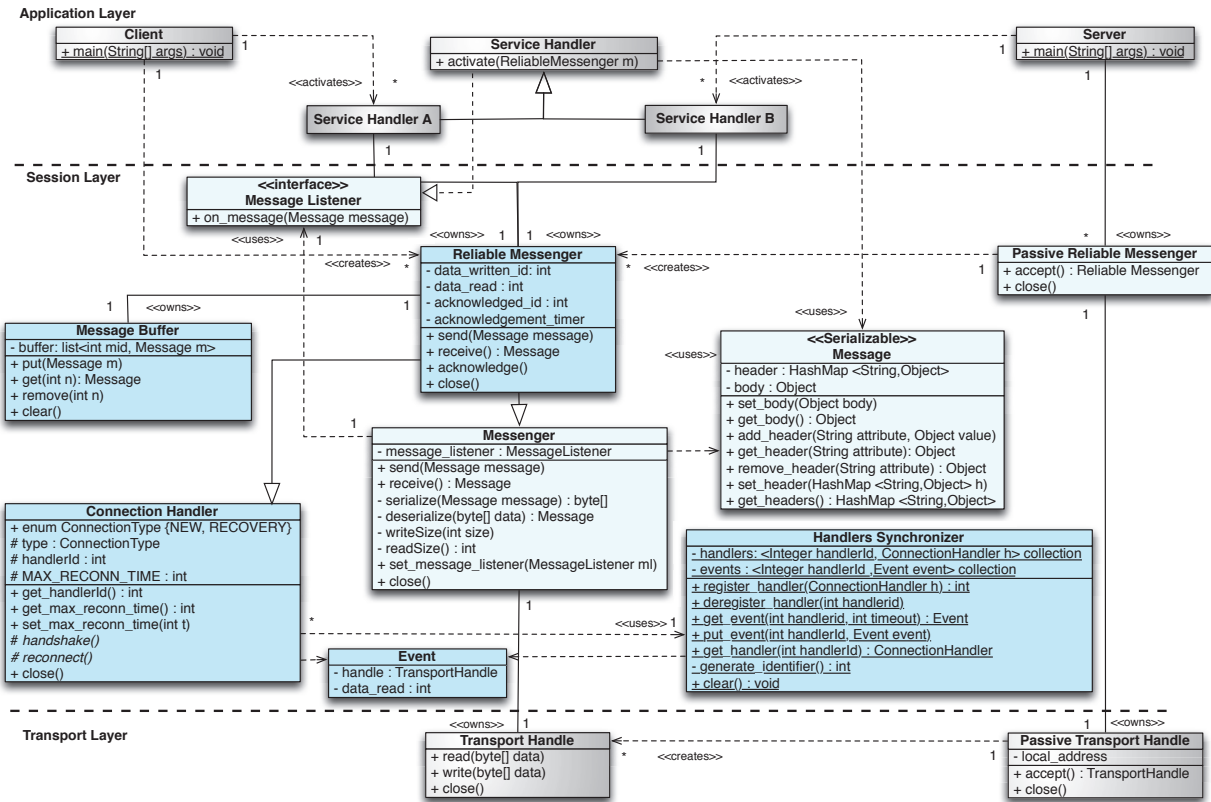 Application Layer
Client
+ main(String[] args) : void
1
1
<<activates>>
*
Service Handler
+ activate(ReliableMessenger m)
Service Handler A
1
Service Handler B
1
<<activates>>
*
1
Server
+ main(String[] args) : void
1
Session Layer
<<interface>>
Message Listener
+ on_message(Message message)
<<uses>>
1
<<creates>>
*
<<owns>>
1
1
<<owns>>
Reliable Messenger
- data_written_id: int
- data_read : int
- acknowledged_id : int
- acknowledgement_timer
+ send(Message message)
+ receive() : Message
+ acknowledge()
+ close()
*
<<creates>>
1
*
<<owns>>
Passive Reliable Messenger
+ accept() : Reliable Messenger
+ close()
1
1
<<owns>>
1
Message Buffer
- buffer: list<int mid, Message m>
+ put(Message m)
+ get(int n): Message
+ remove(int n)
+ clear()
<<uses>>
<<uses>>
<<Serializable>>
Message
- header : HashMap <String,Object>
- body : Object
+ set_body(Object body)
+ get_body() : Object
+ add_header(String attribute, Object value)
+ get_header(String attribute): Object
+ remove_header(String attribute) : Object
+ set_header(HashMap <String,Object> h)
+ get_headers() : HashMap <String,Object>
1
Messenger
- message_listener : MessageListener
+ send(Message message)
+ receive() : Message
- serialize(Message message) : byte[]
- deserialize(byte[] data) : Message
- writeSize(int size)
- readSize() : int
+ set_message_listener(MessageListener ml)
+ close()
1
Connection Handler
+ enum ConnectionType {NEW, RECOVERY}
# type : ConnectionType
# handlerId : int
# MAX_RECONN_TIME : int
+ get_handlerId() : int
+ get_max_reconn_time() : int
+ set_max_reconn_time(int t)
# handshake()
# reconnect()
+ close()
*
<<uses>>
1
Handlers Synchronizer
- handlers: <Integer handlerId, ConnectionHandler h> collection
- events : <Integer handlerId ,Event event> collection
+ register_handler(ConnectionHandler h) : int
+ deregister_handler(int handlerid)
+ get_event(int handlerid, int timeout) : Event
+ put_event(int handlerId, Event event)
+ get_handler(int handlerId) : ConnectionHandler
- generate_identifier() : int
+ clear() : void
Event
- handle : TransportHandle
- data_read : int
Transport Layer
<<owns>>
1
Transport Handle
+ read(byte[] data)
+ write(byte[] data)
+ close()
*
<<creates>>
1
1
<<owns>>
Passive Transport Handle
- local_address
+ accept() : TransportHandle
+ close()